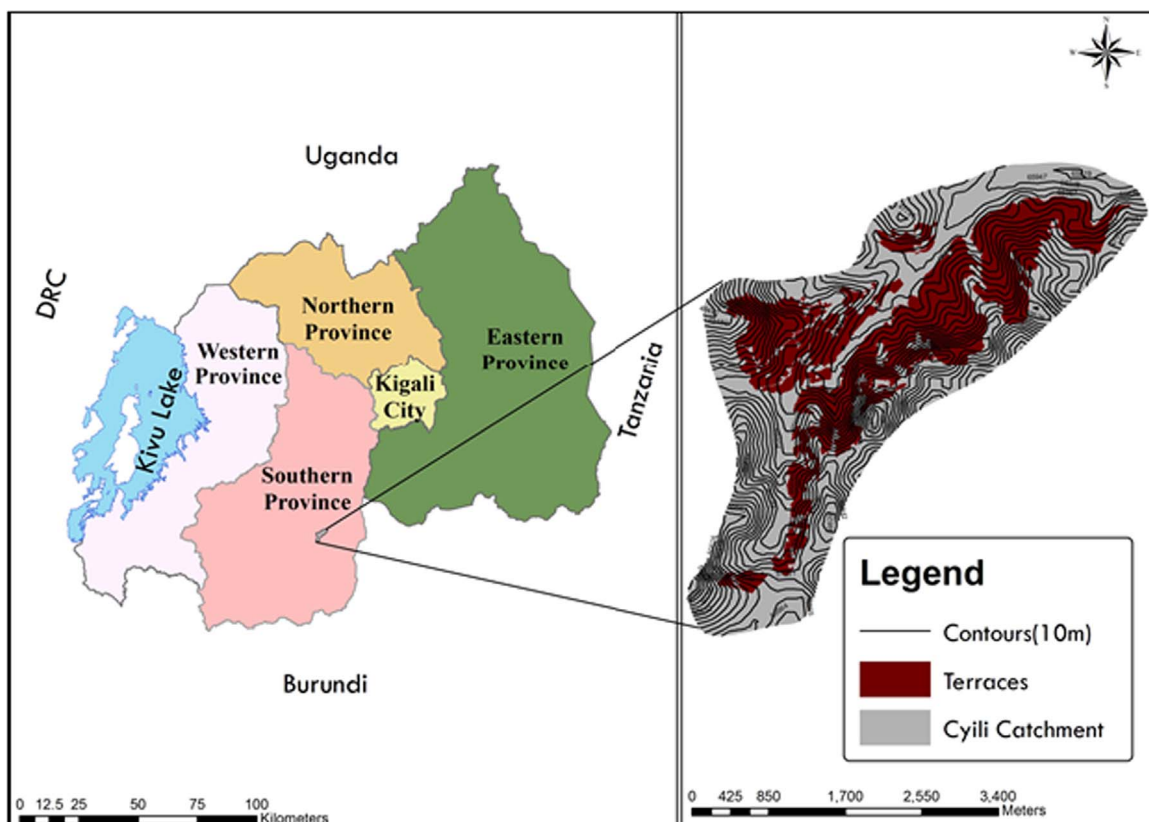 Uganda
DRC
Northern
Province
Western
Province
Eastern
Province
Kigali
City
Kivu Lake
Tanzania
Southern
Province
Burundi
0 12.5 25 50 75 100
Kilometers
N
W E
S
Legend
Contours(10m)
Terraces
Cyili Catchment
0 425 850 1,700 2,550 3,400
Meters